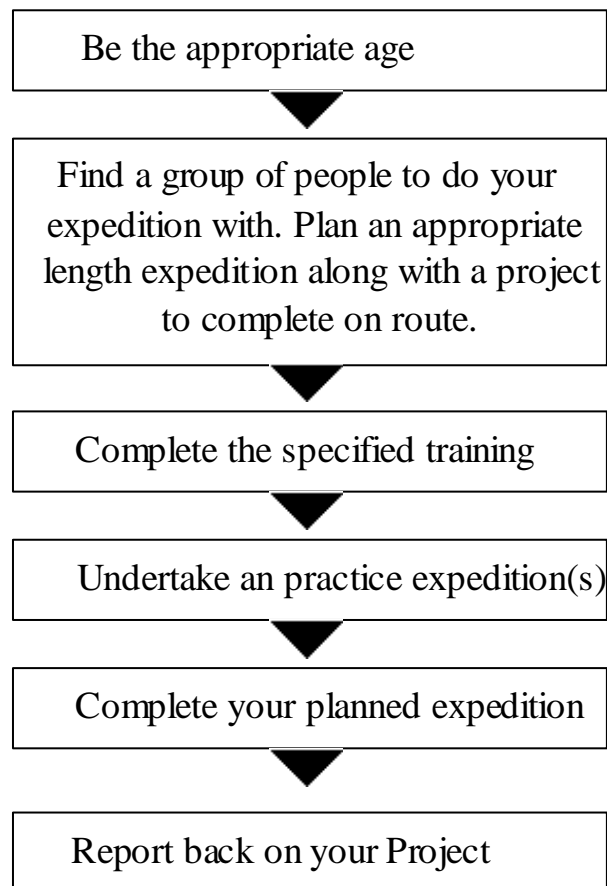 Be the appropriate age
Find a group of people to do your
expedition with. Plan an appropriate
length expedition along with a project
to complete on route.
Complete the specified training
Undertake an practice expedition(s)
Complete your planned expedition
Report back on your Project